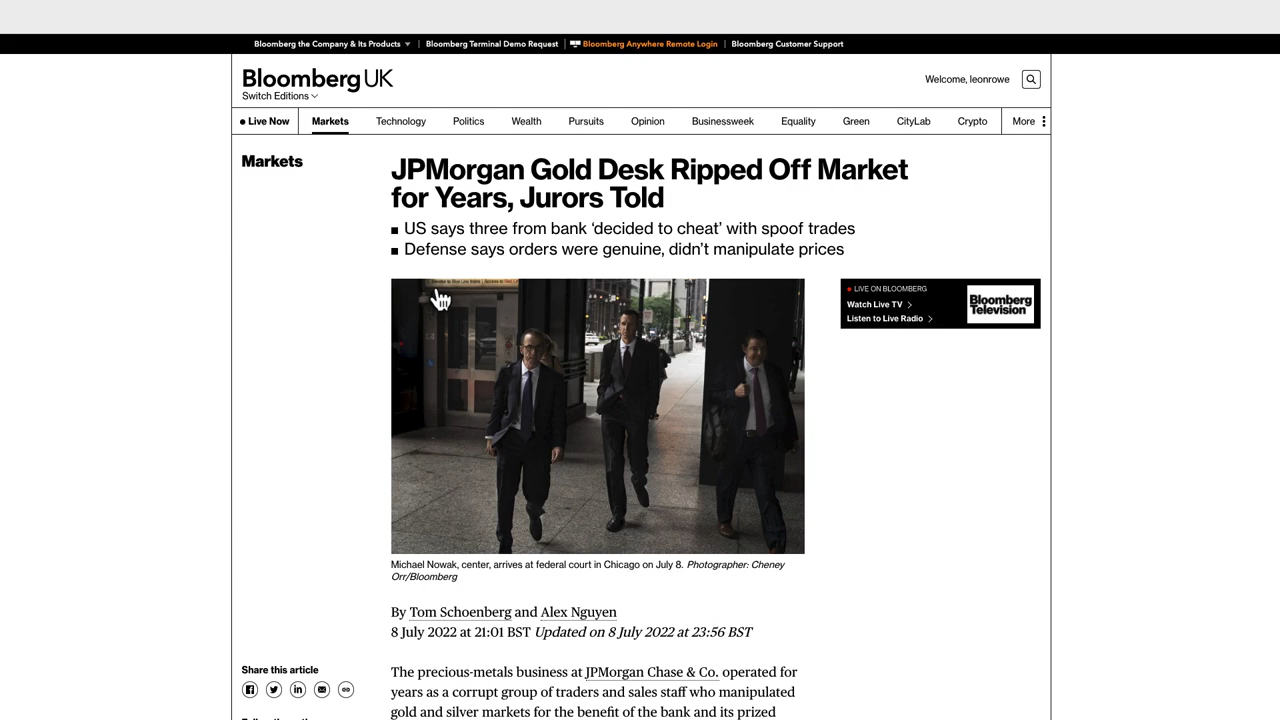 Bloomberg the Company & Its Products ▼ | Bloomberg Terminal Demo Request | Bloomberg Anywhere Remote Login | Bloomberg Customer Support
Bloomberg UK
Switch Editions
Welcome, leonrowe
Live Now Markets Technology Politics Wealth Pursuits Opinion Businessweek Equality Green CityLab Crypto More
Markets
JPMorgan Gold Desk Ripped Off Market
for Years, Jurors Told
US says three from bank ‘decided to cheat’ with spoof trades
Defense says orders were genuine, didn’t manipulate prices
LIVE ON BLOOMBERG
Watch Live TV
Listen to Live Radio
Bloomberg
Television
Michael Nowak, center, arrives at federal court in Chicago on July 8. Photographer: Cheney
Orr/Bloomberg
By Tom Schoenberg and Alex Nguyen
8 July 2022 at 21:01 BST Updated on 8 July 2022 at 23:56 BST
Share this article
The precious-metals business at JPMorgan Chase & Co. operated for
years as a corrupt group of traders and sales staff who manipulated
gold and silver markets for the benefit of the bank and its prized